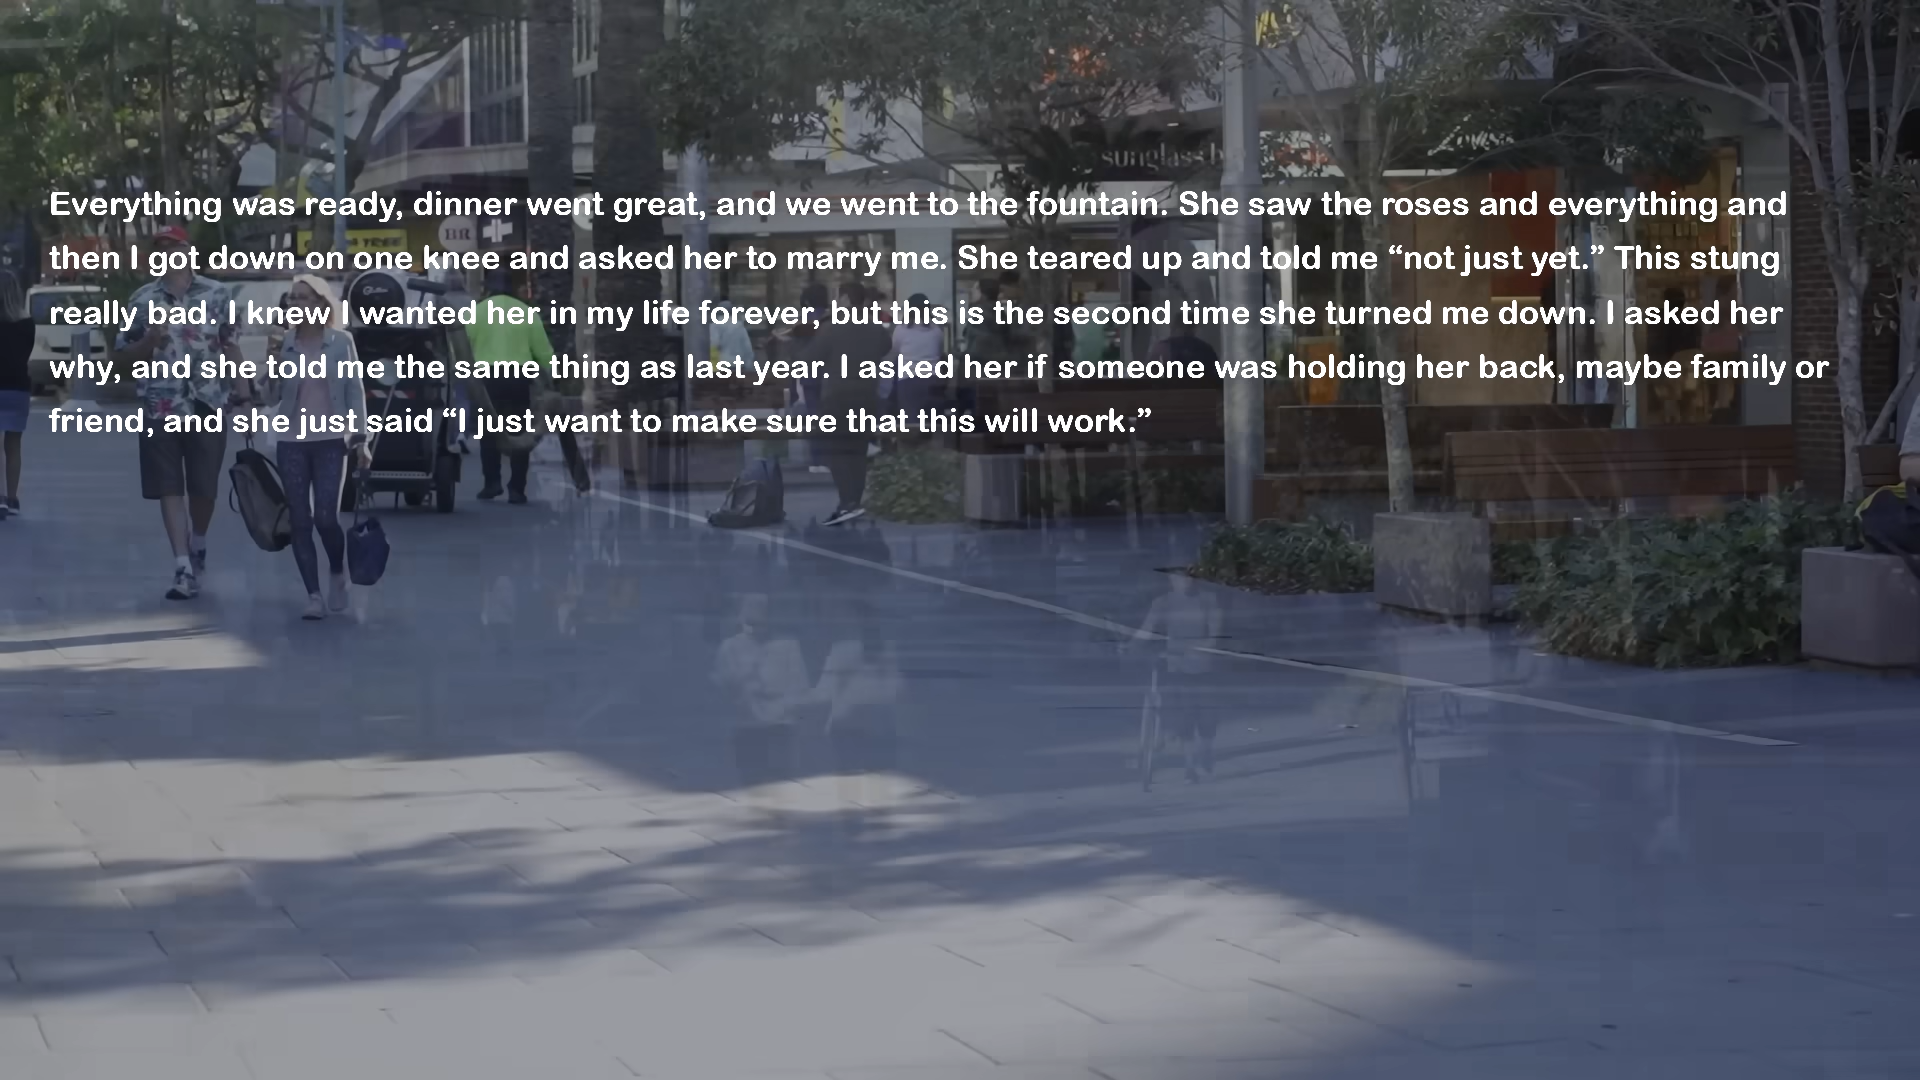 sunglass
BR
Everything was ready, dinner went great, and we went to the fountain. She saw the roses and everything and
then I got down on one knee and asked her to marry me. She teared up and told me “not just yet.” This stung
really bad. I knew I wanted her in my life forever, but this is the second time she turned me down. I asked her
why, and she told me the same thing as last year. I asked her if someone was holding her back, maybe family or
friend, and she just said “I just want to make sure that this will work.”